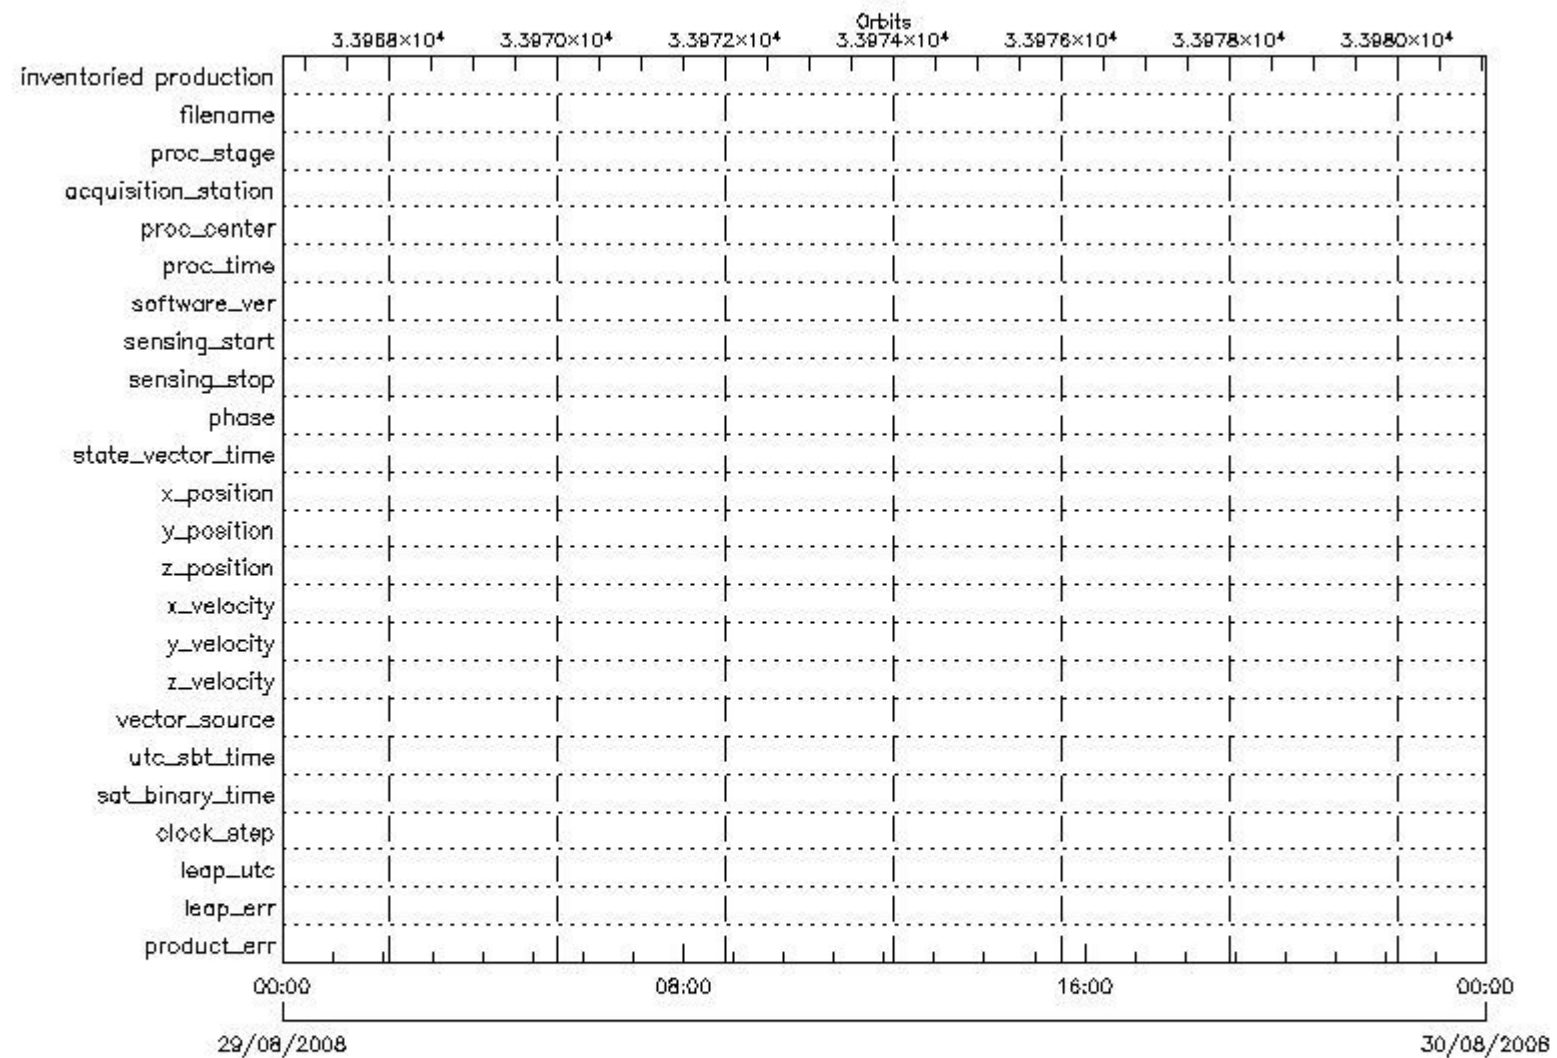 Orbits
3.3968×10⁴ 3.3970×10⁴ 3.3972×10⁴ 3.3974×10⁴ 3.3976×10⁴ 3.3978×10⁴ 3.3980×10⁴
inventoried production
filename
proc_stage
acquisition_station
proc_center
proc_time
software_ver
sensing_start
sensing_stop
phase
state_vector_time
x_position
y_position
z_position
x_velocity
y_velocity
z_velocity
vector_source
utc_sbt_time
sat_binary_time
clock_step
leap_utc
leap_err
product_err
00:00 08:00 16:00 00:00
29/08/2008 30/08/2008